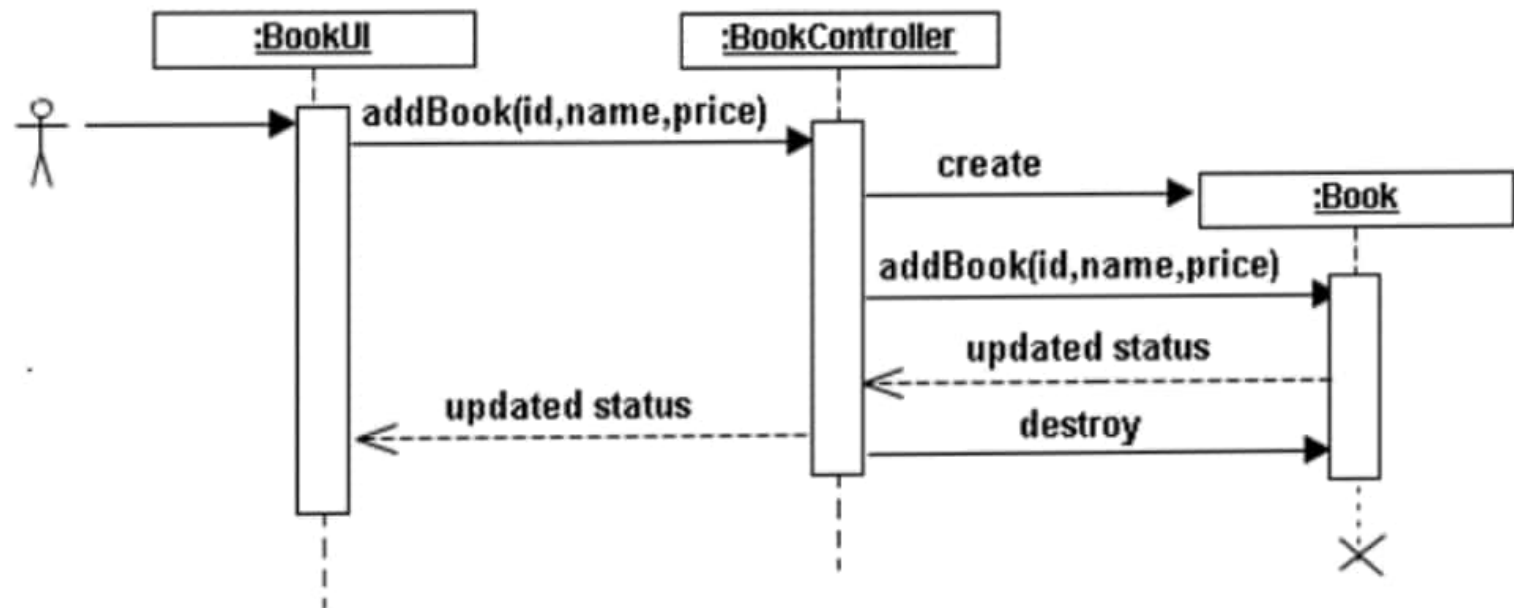 :BookUI
:BookController
addBook(id,name,price)
create
:Book
addBook(id,name,price)
updated status
updated status
destroy